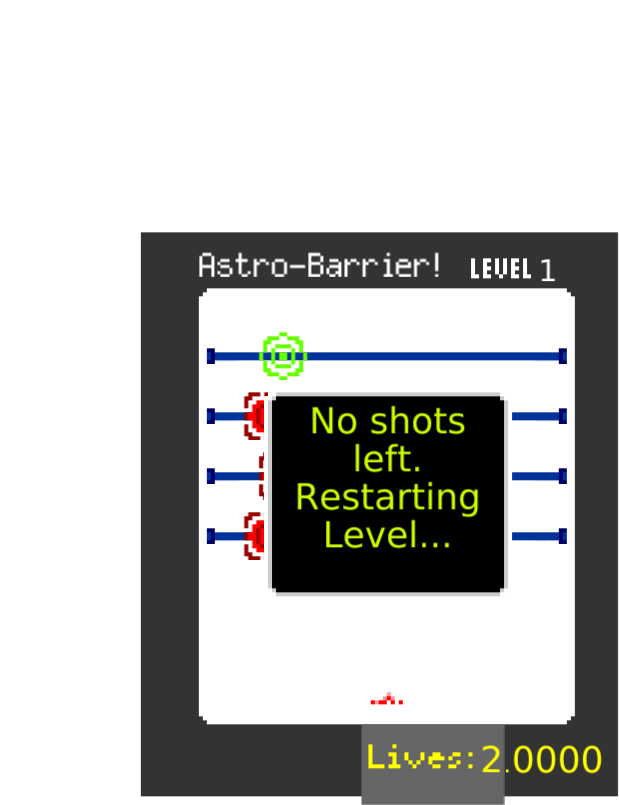 Astro-Barrier! LEVEL 1
No shots
left.
Restarting
Level...
Lives:2.0000